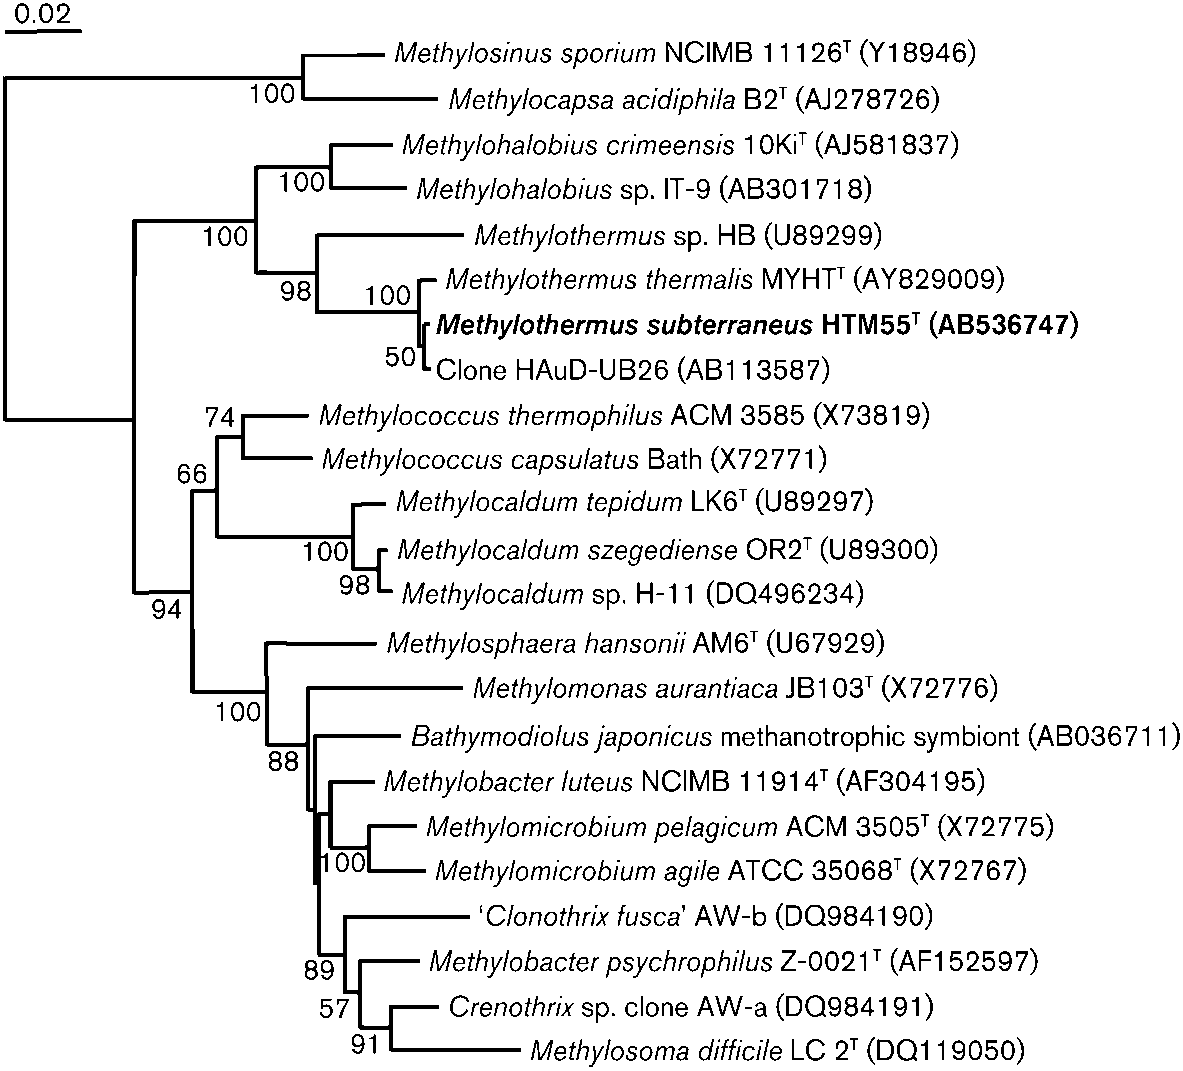 0.02
Methylosinus sporium NCIMB 11126ᵀ (Y18946)
100
Methylocapsa acidiphila B2ᵀ (AJ278726)
Methylohalobius crimeensis 10Kiᵀ (AJ581837)
100
Methylohalobius sp. IT-9 (AB301718)
100
Methylothermus sp. HB (U89299)
98
100
Methylothermus thermalis MYHTᵀ (AY829009)
Methylothermus subterraneus HTM55ᵀ (AB536747)
50
Clone HAuD-UB26 (AB113587)
74
Methylococcus thermophilus ACM 3585 (X73819)
Methylococcus capsulatus Bath (X72771)
66
Methylocaldum tepidum LK6ᵀ (U89297)
100
Methylocaldum szegediense OR2ᵀ (U89300)
98
Methylocaldum sp. H-11 (DQ496234)
94
Methylosphaera hansonii AM6ᵀ (U67929)
100
Methylomonas aurantiaca JB103ᵀ (X72776)
88
Bathymodiolus japonicus methanotrophic symbiont (AB036711)
Methylobacter luteus NCIMB 11914ᵀ (AF304195)
Methylomicrobium pelagicum ACM 3505ᵀ (X72775)
100
Methylomicrobium agile ATCC 35068ᵀ (X72767)
‘Clonothrix fusca’ AW-b (DQ984190)
89
Methylobacter psychrophilus Z-0021ᵀ (AF152597)
57
Crenothrix sp. clone AW-a (DQ984191)
91
Methylosoma difficile LC 2ᵀ (DQ119050)